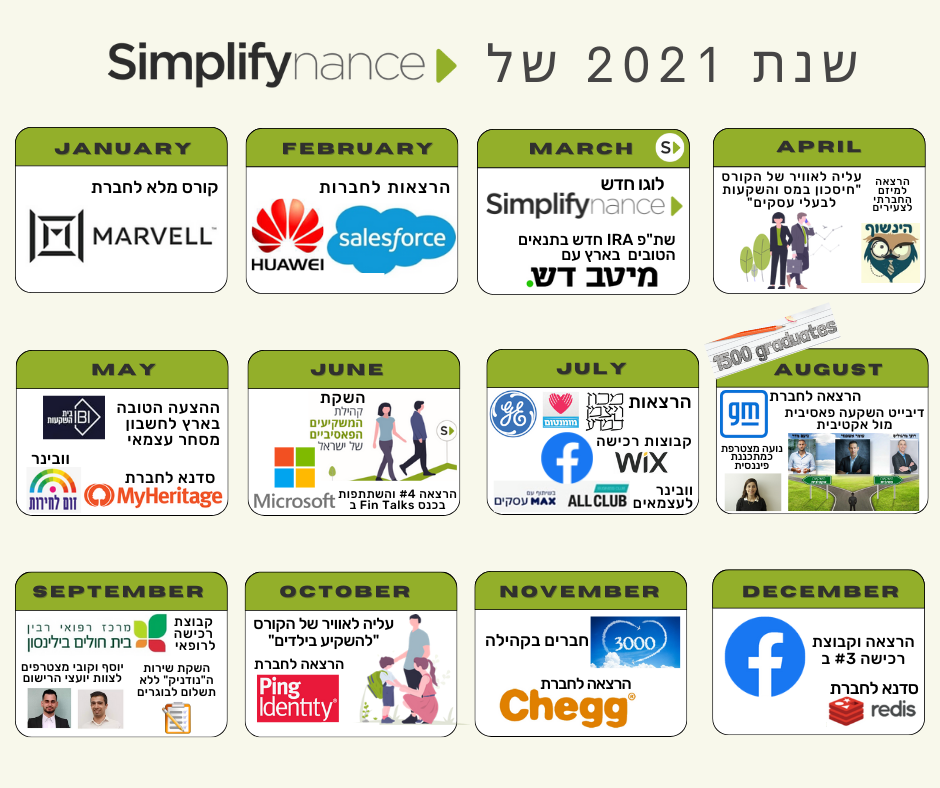 שנת 2021 של Simplifynance
JANUARY
קורס מלא לחברת
MARVELL™
FEBRUARY
הרצאות לחברות
HUAWEI
salesforce
MARCH
S
לוגו חדש
Simplifynance
שת"פ IRA חדש בתנאים
הטובים בארץ עם
מיטב דש.
APRIL
עליה לאוויר של הקורס
"חיסכון במס והשקעות
לבעלי עסקים"
הרצאה
למיזם
החברתי
לצעירים
הינשוף
MAY
ההצעה הטובה
בארץ לחשבון
מסחר עצמאי
IBI
בית
השקעות
וובינר
זום לחירות
סדנא לחברת
MyHeritage
JUNE
השקת
קהילת
המשקיעים
הפאסיביים
של ישראל
S
Microsoft
הרצאה #4 והשתתפות
בכנס Fin Talks ב
JULY
הרצאות
GE
מומנטום
מכון
ויצמן
למדע
קבוצות רכישה
WiX
וובינר
לעצמאים
ALL CLUB
בשיתוף עם
MAX עסקים
1500 graduates
AUGUST
הרצאה לחברת
gm
דיבייט השקעה פאסיבית
מול אקטיבית
נועה מצטרפת
כמתכננת
פיננסית
SEPTEMBER
קבוצת
רכישה
לרופאי
מרכז רפואי רבין
בית חולים בילינסון
יוסף וקובי מצטרפים
לצוות יועצי הרישום
השקת שירות
ה"נודניק" ללא
תשלום לבוגרים
OCTOBER
עליה לאוויר של הקורס
"להשקיע בילדים"
הרצאה לחברת
Ping
Identity®
NOVEMBER
3000
חברים בקהילה
הרצאה לחברת
Chegg®
DECEMBER
הרצאה וקבוצת
רכישה #3 ב
סדנא לחברת
redis